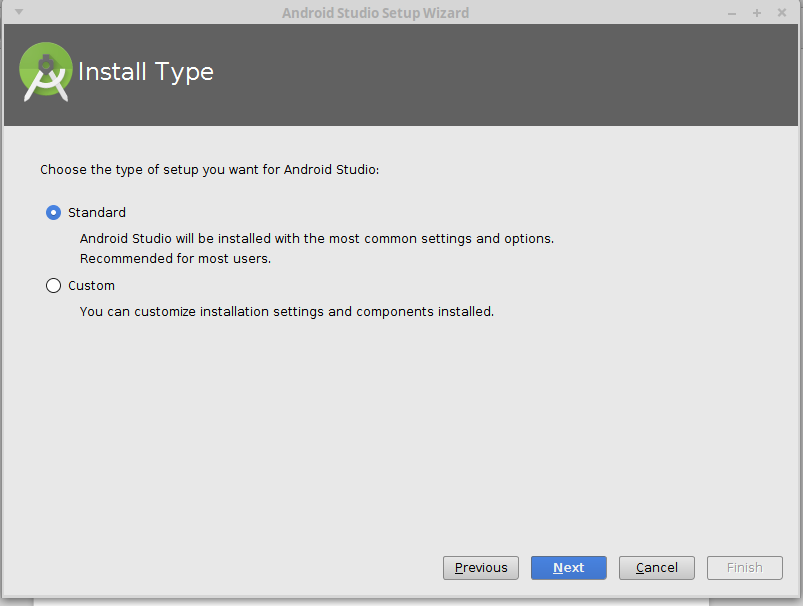 Android Studio Setup Wizard
Install Type
Choose the type of setup you want for Android Studio:
Standard
Android Studio will be installed with the most common settings and options.
Recommended for most users.
Custom
You can customize installation settings and components installed.
Previous
Next
Cancel
Finish